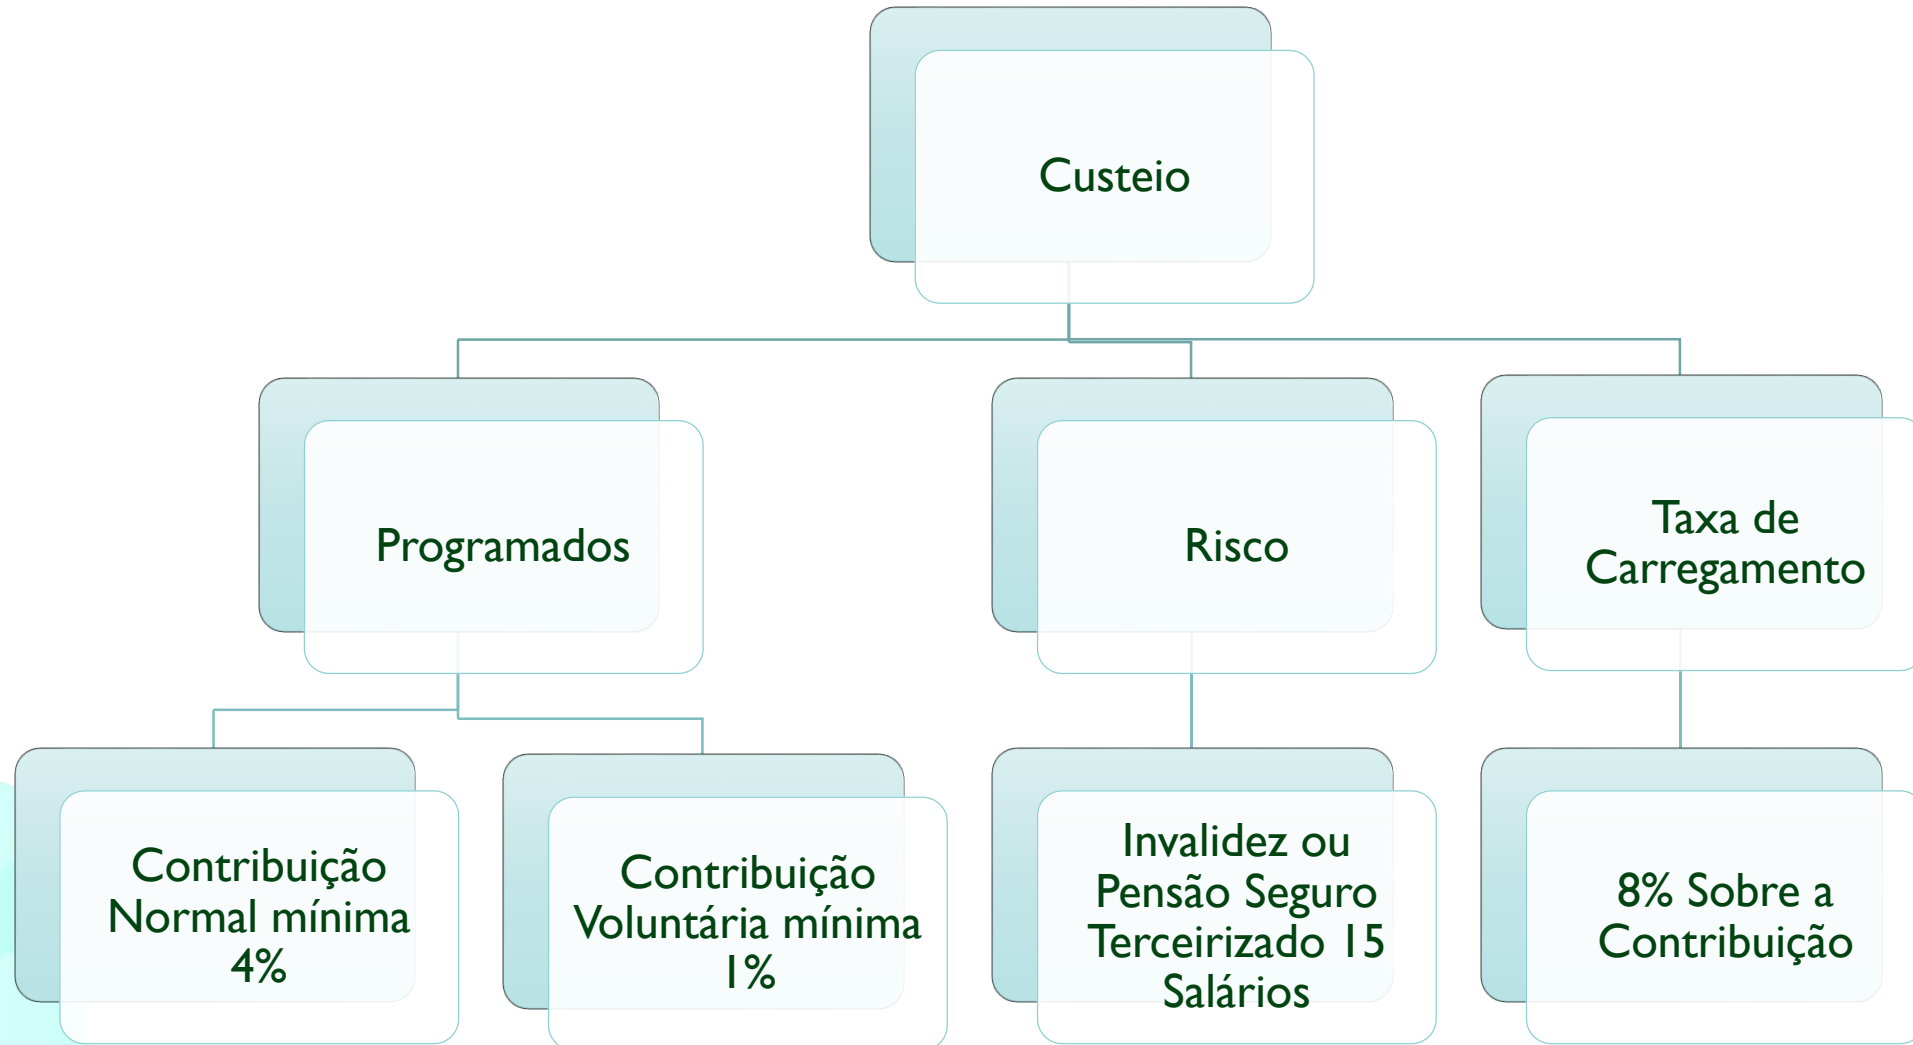 Custeio
Programados
Risco
Taxa de
Carregamento
Contribuição
Normal mínima
4%
Contribuição
Voluntária mínima
1%
Invalidez ou
Pensão Seguro
Terceirizado 15
Salários
8% Sobre a
Contribuição